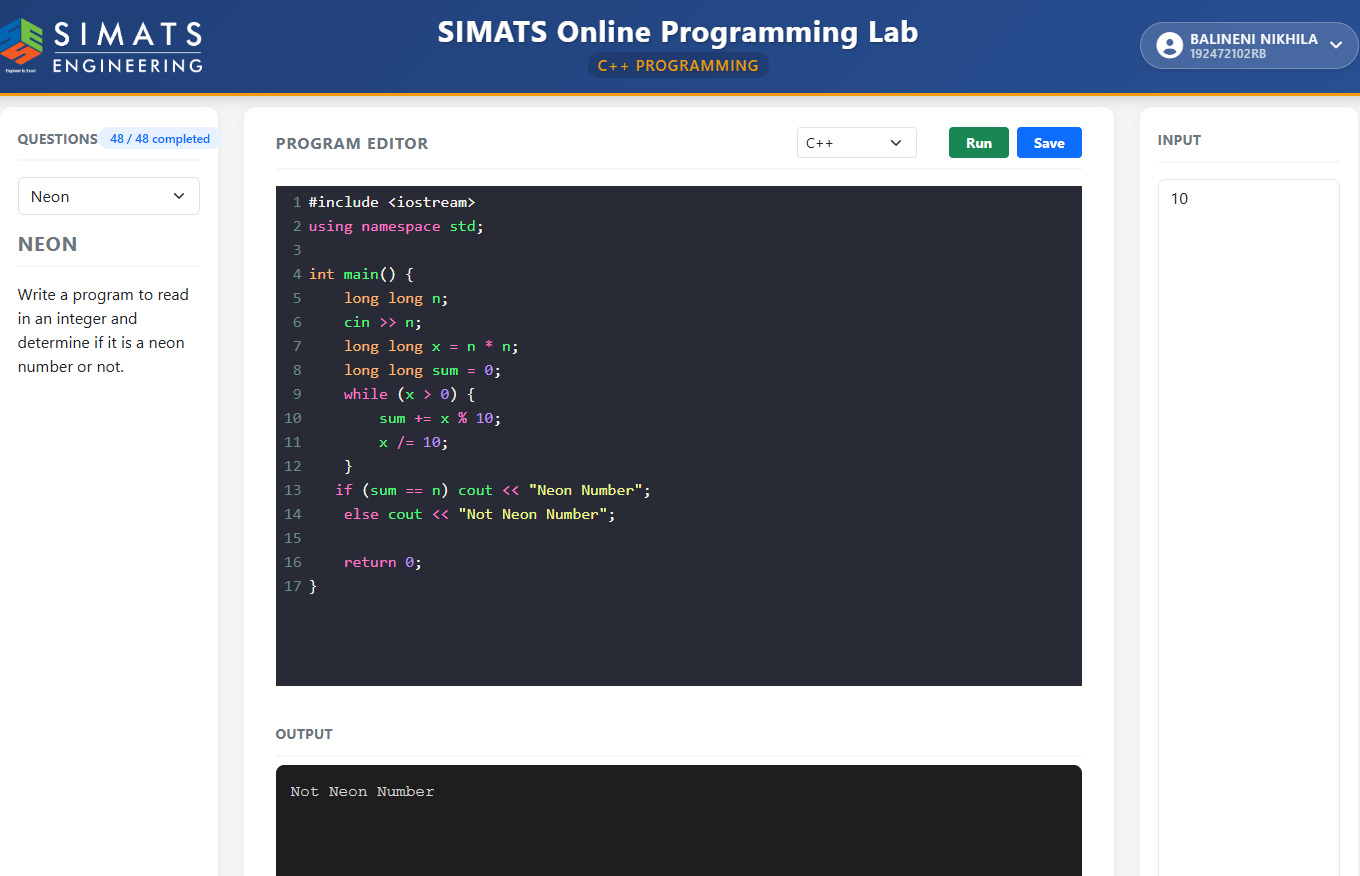 SIMATS
ENGINEERING
Engineer to Excel
SIMATS Online Programming Lab
C++ PROGRAMMING
BALINENI NIKHILA
192472102RB
QUESTIONS 48 / 48 completed
Neon
NEON
Write a program to read
in an integer and
determine if it is a neon
number or not.
PROGRAM EDITOR
C++
Run
Save
1 #include <iostream>
2 using namespace std;
3
4 int main() {
5     long long n;
6     cin >> n;
7     long long x = n * n;
8     long long sum = 0;
9     while (x > 0) {
10         sum += x % 10;
11         x /= 10;
12     }
13    if (sum == n) cout << "Neon Number";
14     else cout << "Not Neon Number";
15
16     return 0;
17 }
OUTPUT
Not Neon Number
INPUT
10